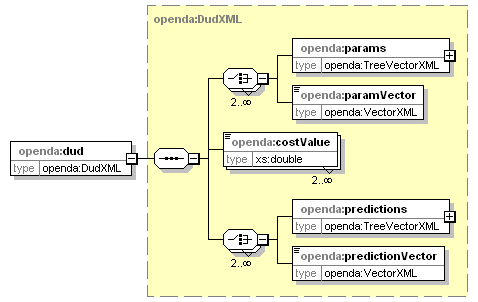 openda:DudXML
openda:params
type openda:TreeVectorXML
2..∞
openda:paramVector
type openda:VectorXML
openda:dud
type openda:DudXML
openda:costValue
type xs:double
2..∞
openda:predictions
type openda:TreeVectorXML
2..∞
openda:predictionVector
type openda:VectorXML